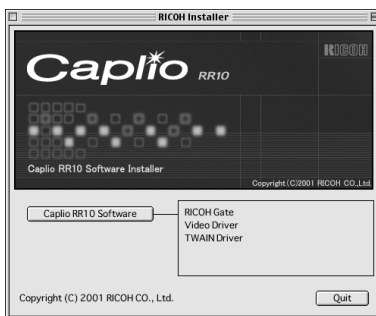 RICOH Installer
RICOH
Caplio RR10
Caplio RR10 Software Installer
Copyright (C)2001 RICOH CO.,Ltd.
Caplio RR10 Software
RICOH Gate
Video Driver
TWAIN Driver
Copyright (C) 2001 RICOH CO., Ltd.
Quit